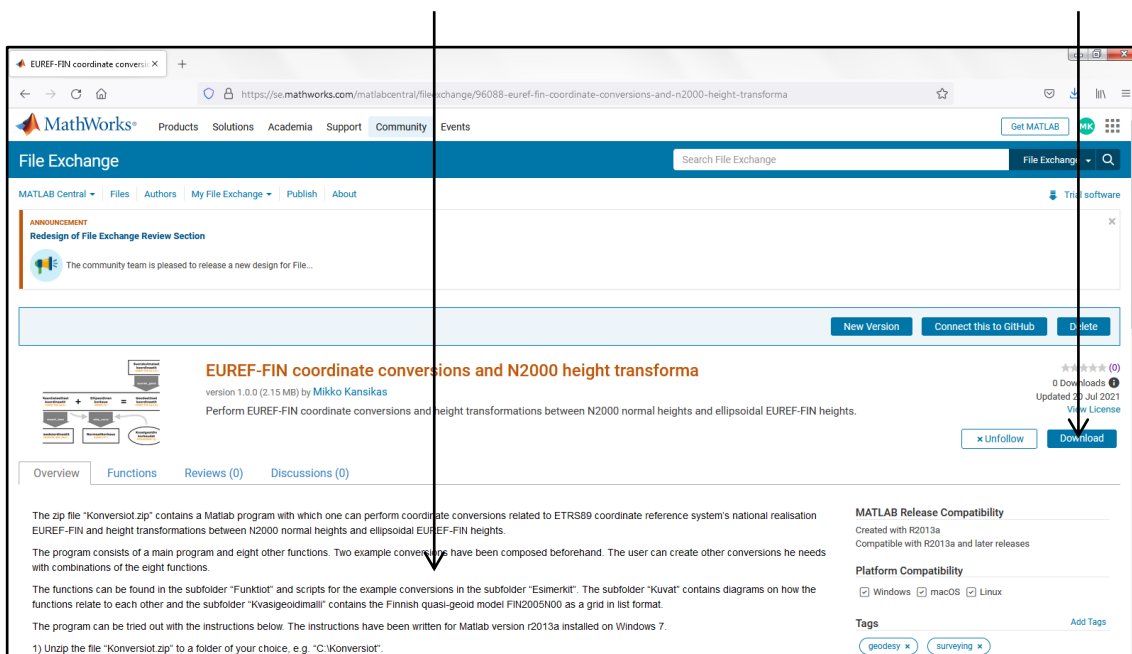 EUREF-FIN coordinate conversic
https://se.mathworks.com/matlabcentral/fileexchange/96088-euref-fin-coordinate-conversions-and-n2000-height-transforma
MathWorks® Products Solutions Academia Support Community Events Get MATLAB MK
File Exchange Search File Exchange File Exchange
MATLAB Central Files Authors My File Exchange Publish About Trial software
ANNOUNCEMENT
Redesign of File Exchange Review Section
The community team is pleased to release a new design for File...
New Version Connect this to GitHub Delete
EUREF-FIN coordinate conversions and N2000 height transforma
version 1.0.0 (2.15 MB) by Mikko Kansikas
Perform EUREF-FIN coordinate conversions and height transformations between N2000 normal heights and ellipsoidal EUREF-FIN heights.
(0)
0 Downloads
Updated 20 Jul 2021
View License
× Unfollow Download
Overview Functions Reviews (0) Discussions (0)
The zip file "Konversiot.zip" contains a Matlab program with which one can perform coordinate conversions related to ETRS89 coordinate reference system's national realisation
EUREF-FIN and height transformations between N2000 normal heights and ellipsoidal EUREF-FIN heights.
The program consists of a main program and eight other functions. Two example conversions have been composed beforehand. The user can create other conversions he needs
with combinations of the eight functions.
The functions can be found in the subfolder "Funktiot" and scripts for the example conversions in the subfolder "Esimerkit". The subfolder "Kuvat" contains diagrams on how the
functions relate to each other and the subfolder "Kvasigeoidimalli" contains the Finnish quasi-geoid model FIN2005N00 as a grid in list format.
The program can be tried out with the instructions below. The instructions have been written for Matlab version r2013a installed on Windows 7.
1) Unzip the file "Konversiot.zip" to a folder of your choice, e.g. "C:\Konversiot".
MATLAB Release Compatibility
Created with R2013a
Compatible with R2013a and later releases
Platform Compatibility
Windows macOS Linux
Tags Add Tags
geodesy × surveying ×